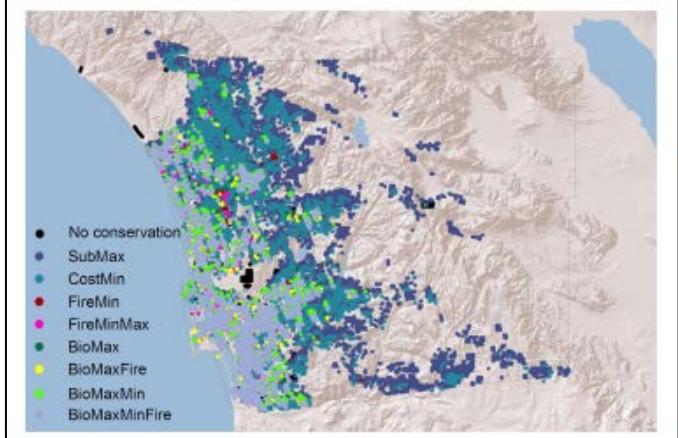 No conservation
SubMax
CostMin
FireMin
FireMinMax
BioMax
BioMaxFire
BioMaxMin
BioMaxMinFire